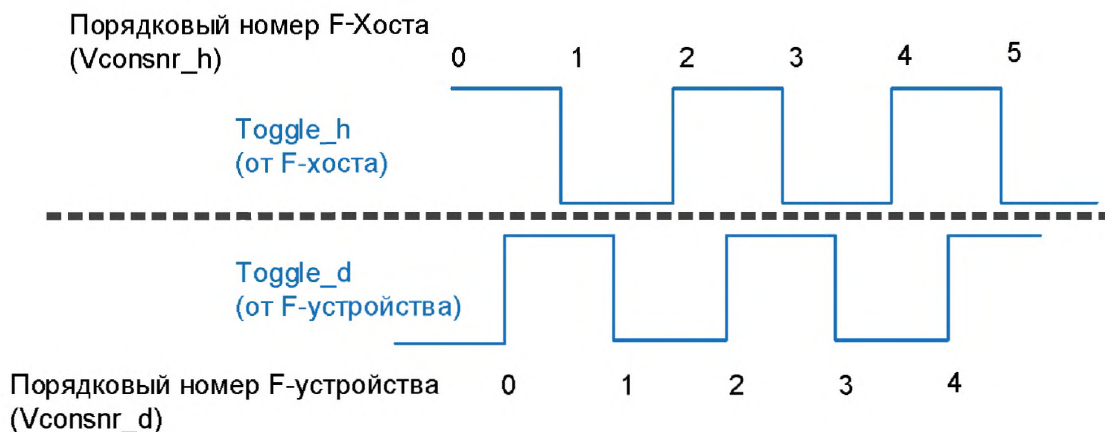 Порядковый номер F-Хоста
(Vconsnr_h)
0 1 2 3 4 5
Toggle_h
(от F-хоста)
Toggle_d
(от F-устройства)
Порядковый номер F-устройства
(Vconsnr_d)
0 1 2 3 4